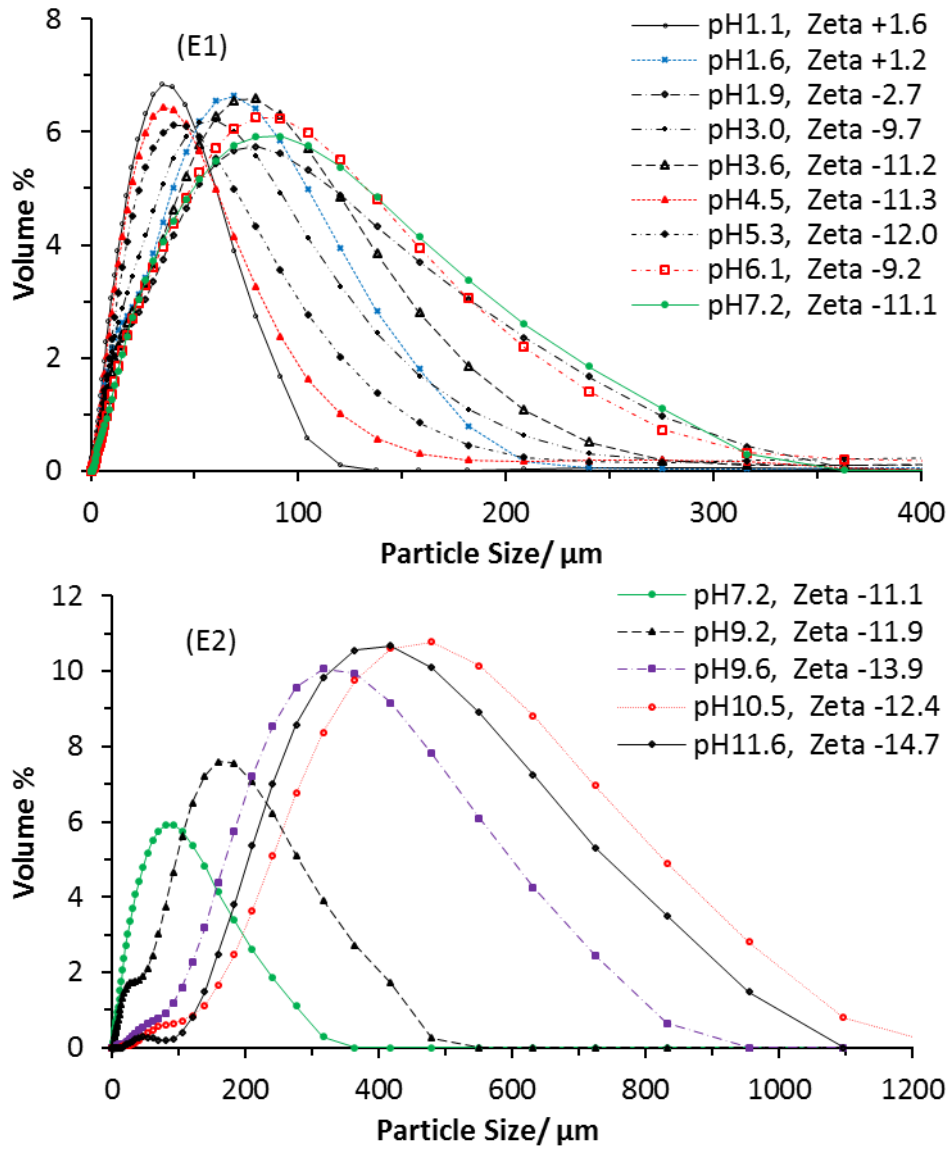 8
6
4
2
0
Volume %
(E1)
pH1.1, Zeta +1.6
pH1.6, Zeta +1.2
pH1.9, Zeta -2.7
pH3.0, Zeta -9.7
pH3.6, Zeta -11.2
pH4.5, Zeta -11.3
pH5.3, Zeta -12.0
pH6.1, Zeta -9.2
pH7.2, Zeta -11.1
0 100 200 300 400
Particle Size/ μm
12
10
8
6
4
2
0
Volume %
(E2)
pH7.2, Zeta -11.1
pH9.2, Zeta -11.9
pH9.6, Zeta -13.9
pH10.5, Zeta -12.4
pH11.6, Zeta -14.7
0 200 400 600 800 1000 1200
Particle Size/ μm